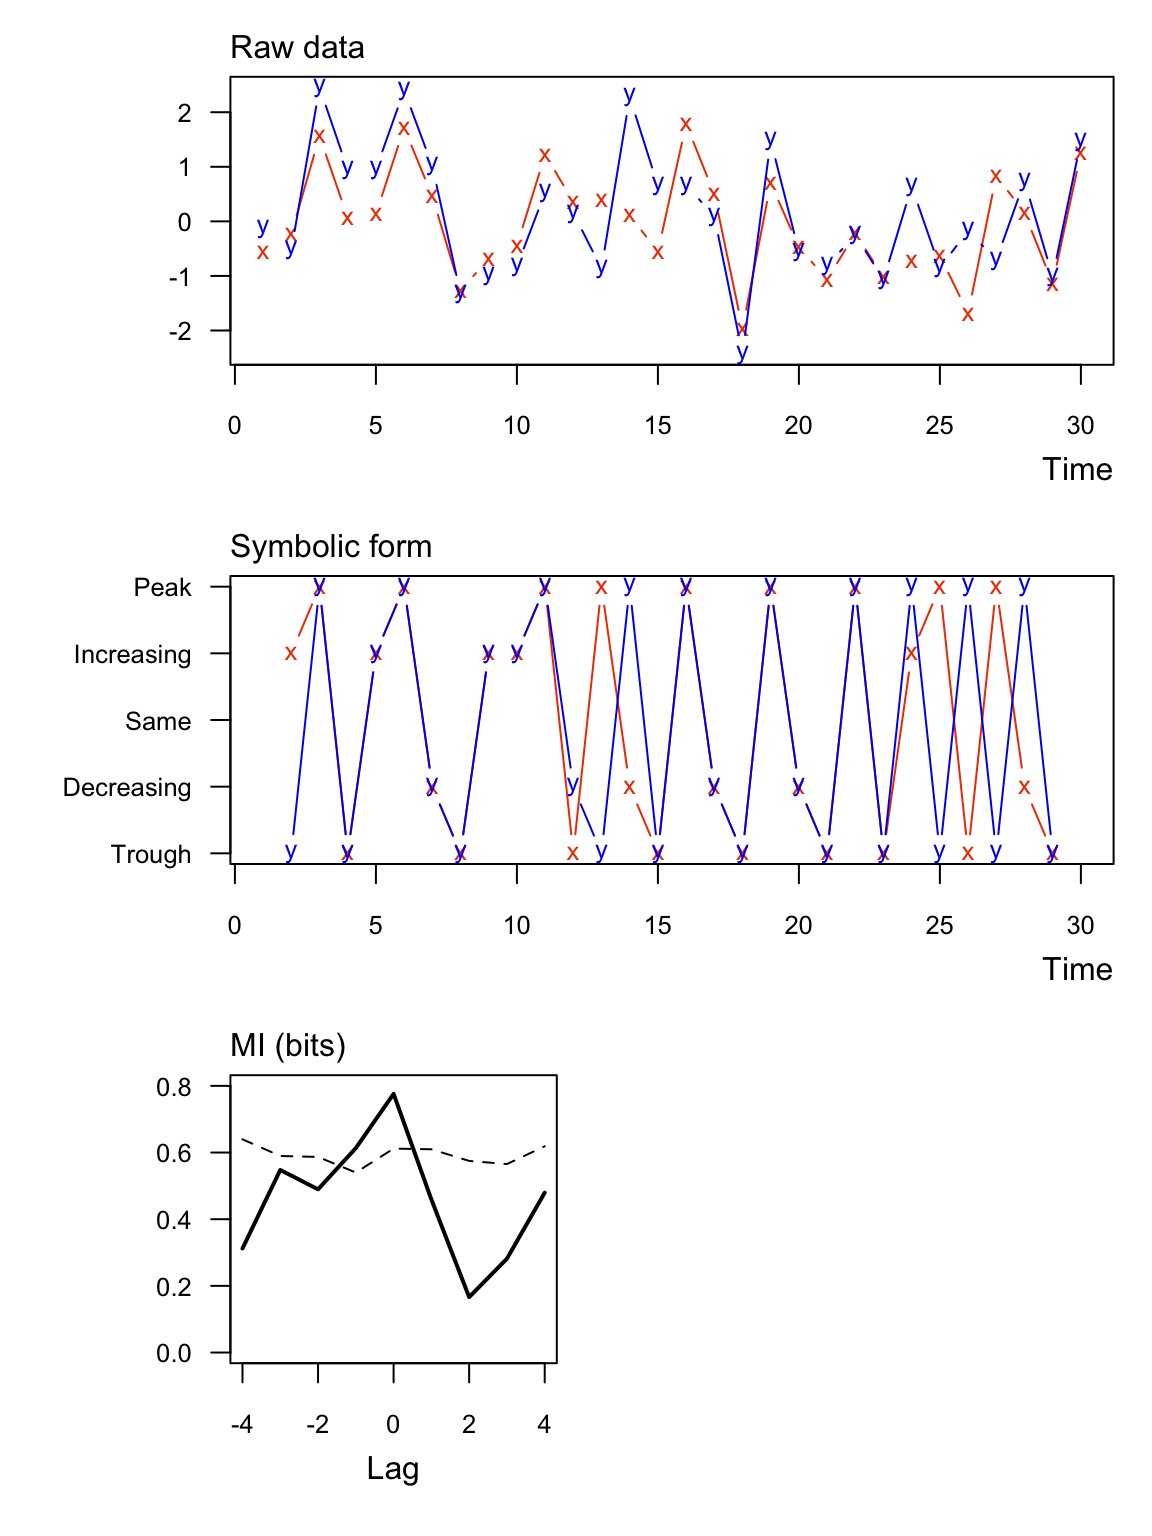 Raw data
2
1
0
-1
-2
0 5 10 15 20 25 30
Time
Symbolic form
Peak
Increasing
Same
Decreasing
Trough
0 5 10 15 20 25 30
Time
MI (bits)
0.8
0.6
0.4
0.2
0.0
-4 -2 0 2 4
Lag